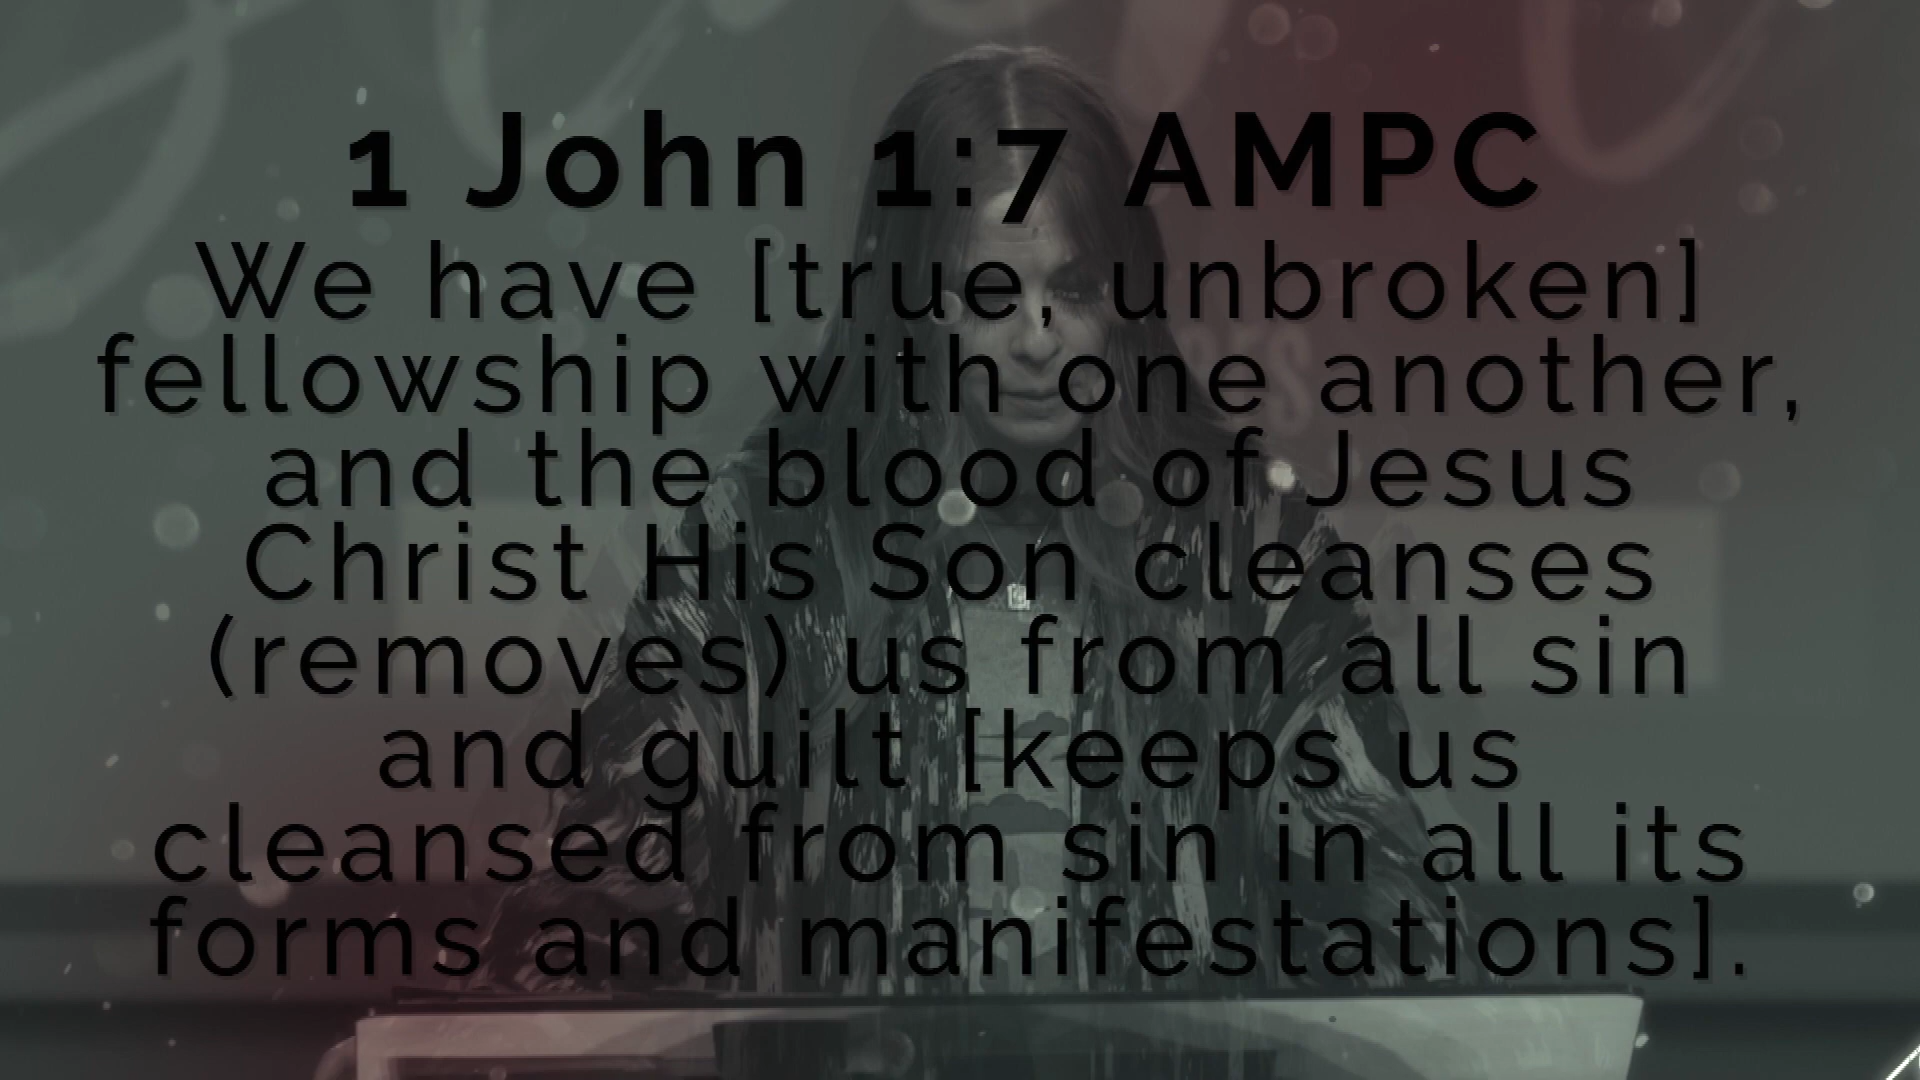 1 John 1:7 AMPC
We have [true, unbroken]
fellowship with one another,
and the blood of Jesus
Christ His Son cleanses
(removes) us from all sin
and guilt [keeps us
cleansed from sin in all its
forms and manifestations].